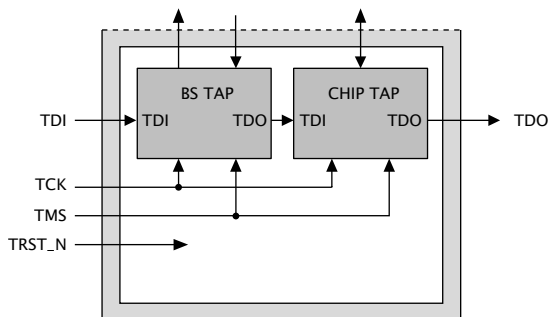 BS TAP
CHIP TAP
TDI
TDI
TDO
TDI
TDO
TDO
TCK
TMS
TRST_N